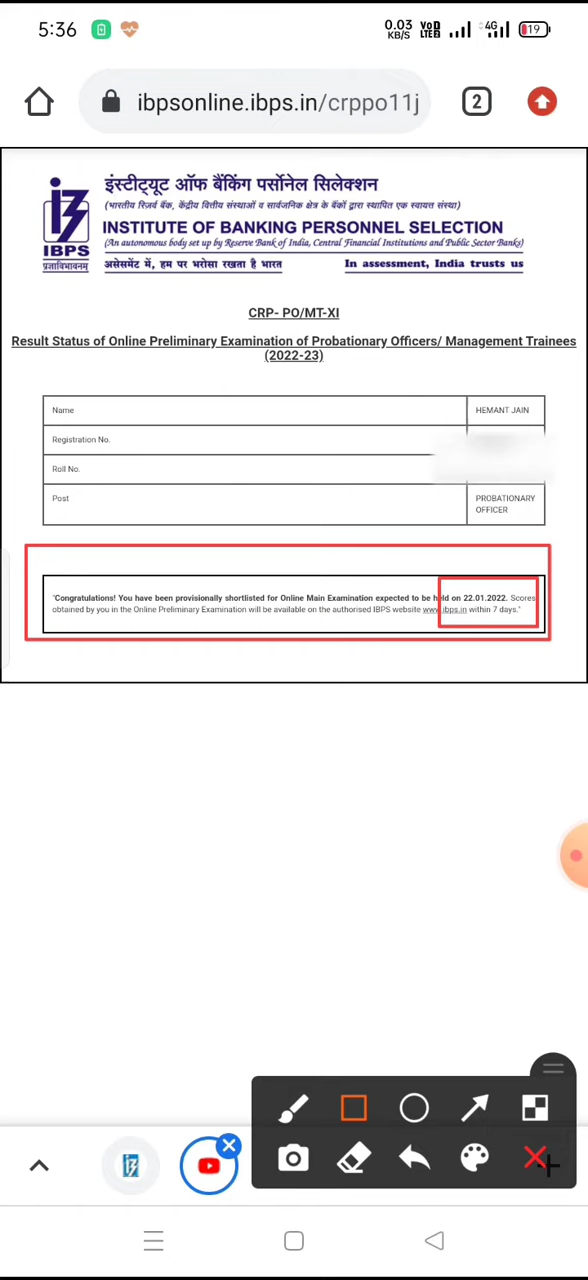 5:36
0.03 KB/S VoD LTE2 4G 19
ibpsonline.ibps.in/crppo11j
2
इंस्टीट्यूट ऑफ बैंकिंग पर्सोनेल सिलेक्शन
(भारतीय रिज़र्व बैंक, केंद्रीय वित्तीय संस्थाओं व सार्वजनिक क्षेत्र के बैंकों द्वारा स्थापित एक स्वायत्त संस्था)
INSTITUTE OF BANKING PERSONNEL SELECTION
(An autonomous body set up by Reserve Bank of India, Central Financial Institutions and Public Sector Banks)
IBPS
प्रज्ञाविभावनम् असेसमेंट में, हम पर भरोसा रखता है भारत In assessment, India trusts us
CRP- PO/MT-XI
Result Status of Online Preliminary Examination of Probationary Officers/ Management Trainees
(2022-23)
Name HEMANT JAIN
Registration No.
Roll No.
Post PROBATIONARY
OFFICER
"Congratulations! You have been provisionally shortlisted for Online Main Examination expected to be held on 22.01.2022. Scores
obtained by you in the Online Preliminary Examination will be available on the authorised IBPS website www.ibps.in within 7 days."